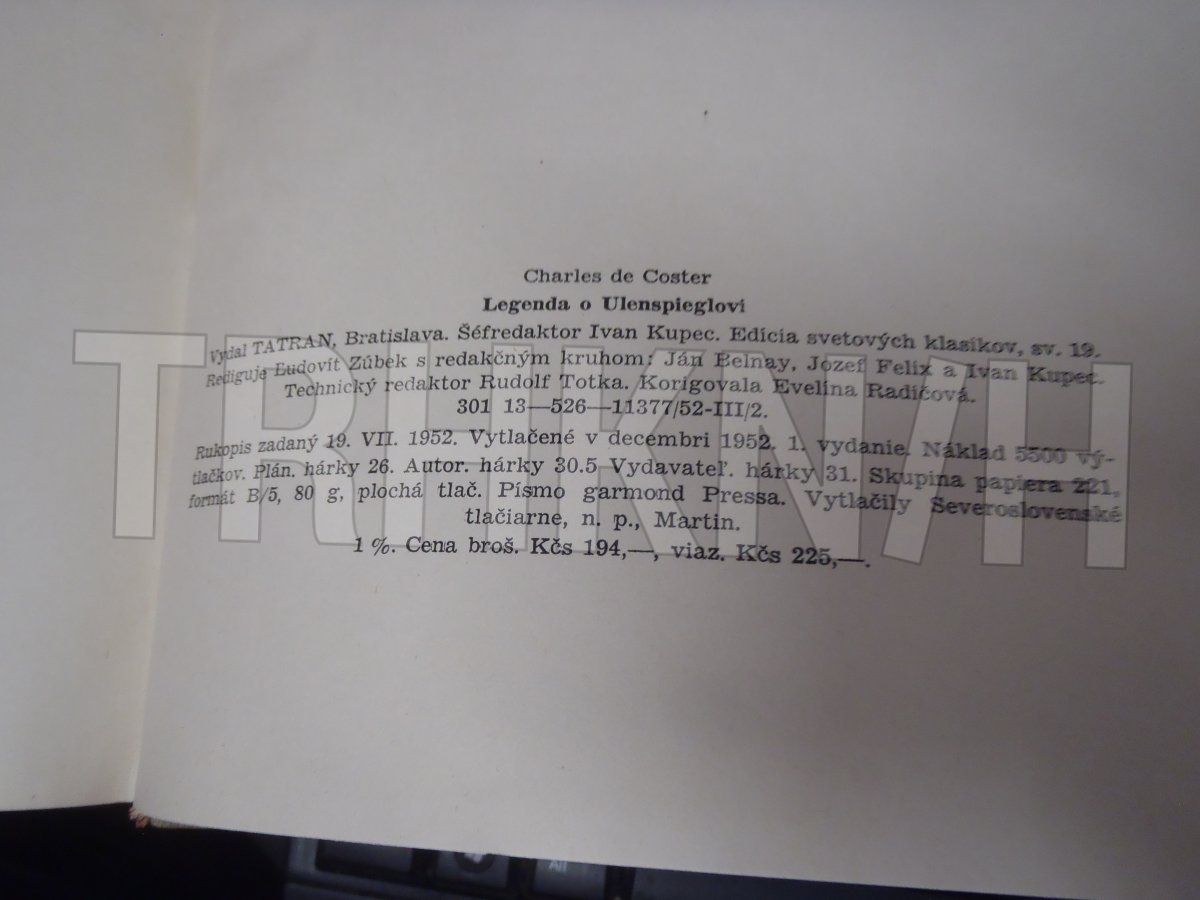 Charles de Coster
Legenda o Ulenspieglovi
Vydal TATRAN, Bratislava. Šéfredaktor Ivan Kupec. Edícia svetových klasikov, sv. 19.
Rediguje Ľudovít Zúbek s redakčným kruhom: Ján Belnay, Jozef Felix a Ivan Kupec.
Technický redaktor Rudolf Totka. Korigovala Evelína Radičová.
301 13—526—11377/52-III/2.
Rukopis zadaný 19. VII. 1952. Vytlačené v decembri 1952. 1. vydanie. Náklad 5500 vý-
tlačkov. Plán. hárky 26. Autor. hárky 30.5 Vydavateľ. hárky 31. Skupina papiera 221,
formát B/5, 80 g, plochá tlač. Písmo garmond Pressa. Vytlačily Severoslovenské
tlačiarne, n. p., Martin.
1 %. Cena broš. Kčs 194,—, viaz. Kčs 225,—.